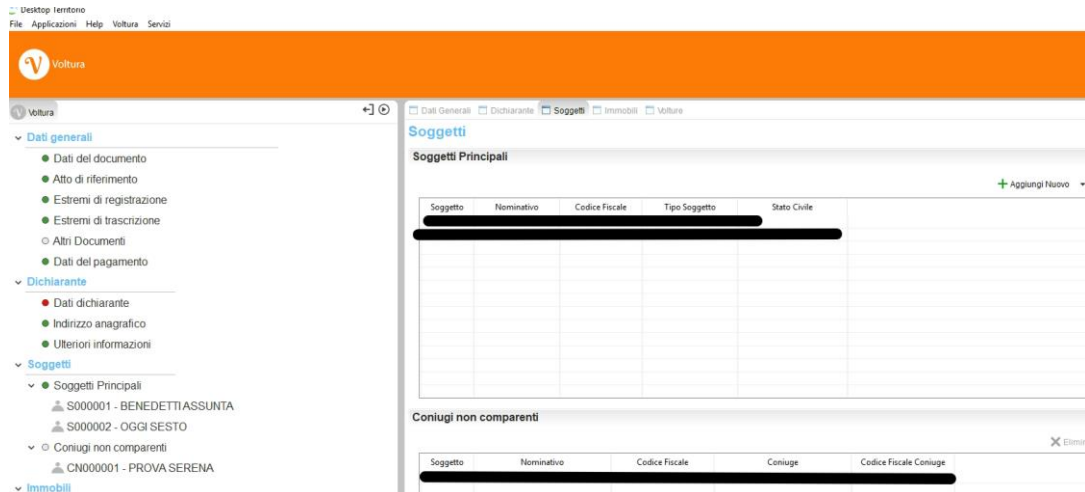 Desktop Territorio
File Applicazioni Help Voltura Servizi
V Voltura
Voltura
Dati generali
Dati del documento
Atto di riferimento
Estremi di registrazione
Estremi di trascrizione
Altri Documenti
Dati del pagamento
Dichiarante
Dati dichiarante
Indirizzo anagrafico
Ulteriori informazioni
Soggetti
Soggetti Principali
S000001 - BENEDETTI ASSUNTA
S000002 - OGGI SESTO
Coniugi non comparenti
CN000001 - PROVA SERENA
Immobili
Dati Generali Dichiarante Soggetti Immobili Volture
Soggetti
Soggetti Principali
Aggiungi Nuovo
Soggetto Nominativo Codice Fiscale Tipo Soggetto Stato Civile
Coniugi non comparenti
Soggetto Nominativo Codice Fiscale Coniuge Codice Fiscale Coniuge